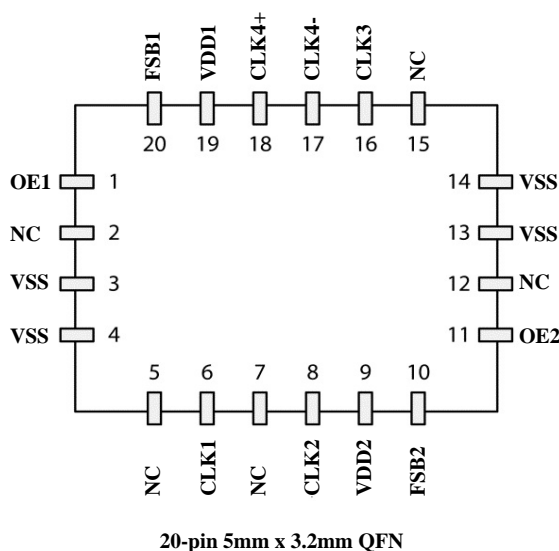 FSB1 VDD1 CLK4+ CLK4- CLK3 NC
20 19 18 17 16 15
OE1 1 14 VSS
NC 2 13 VSS
VSS 3 12 NC
VSS 4 11 OE2
5 6 7 8 9 10
NC CLK1 NC CLK2 VDD2 FSB2
20-pin 5mm x 3.2mm QFN